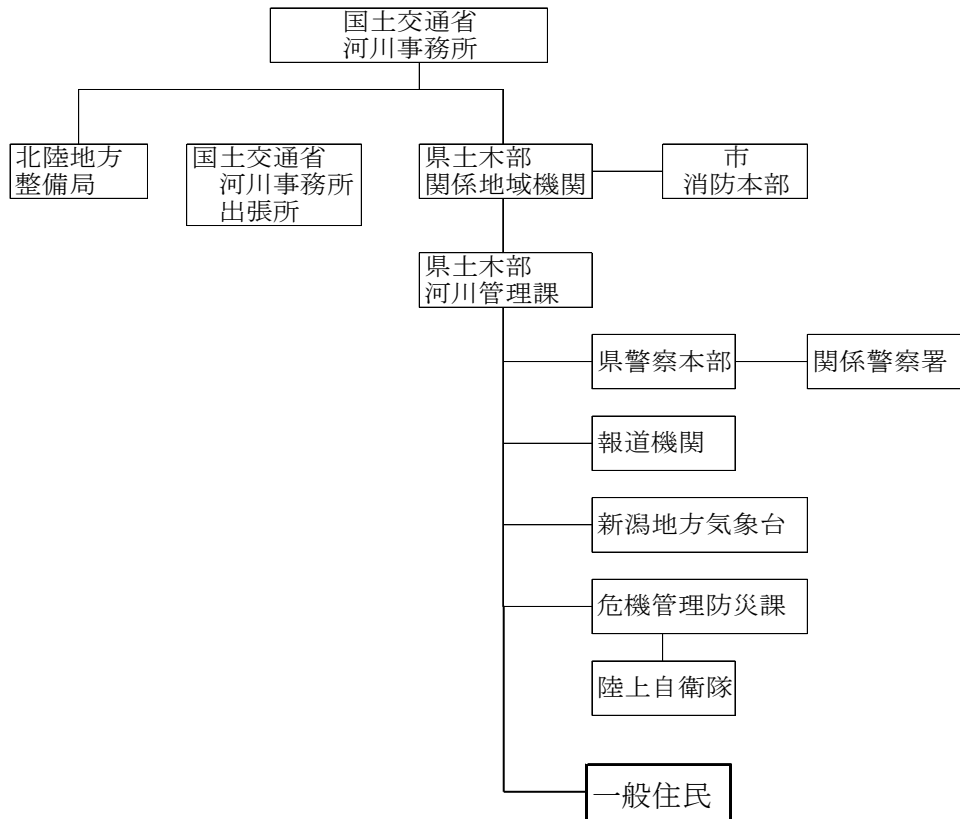 国土交通省
河川事務所
北陸地方
整備局
国土交通省
河川事務所
出張所
県土木部
関係地域機関
市
消防本部
県土木部
河川管理課
県警察本部
関係警察署
報道機関
新潟地方気象台
危機管理防災課
陸上自衛隊
一般住民